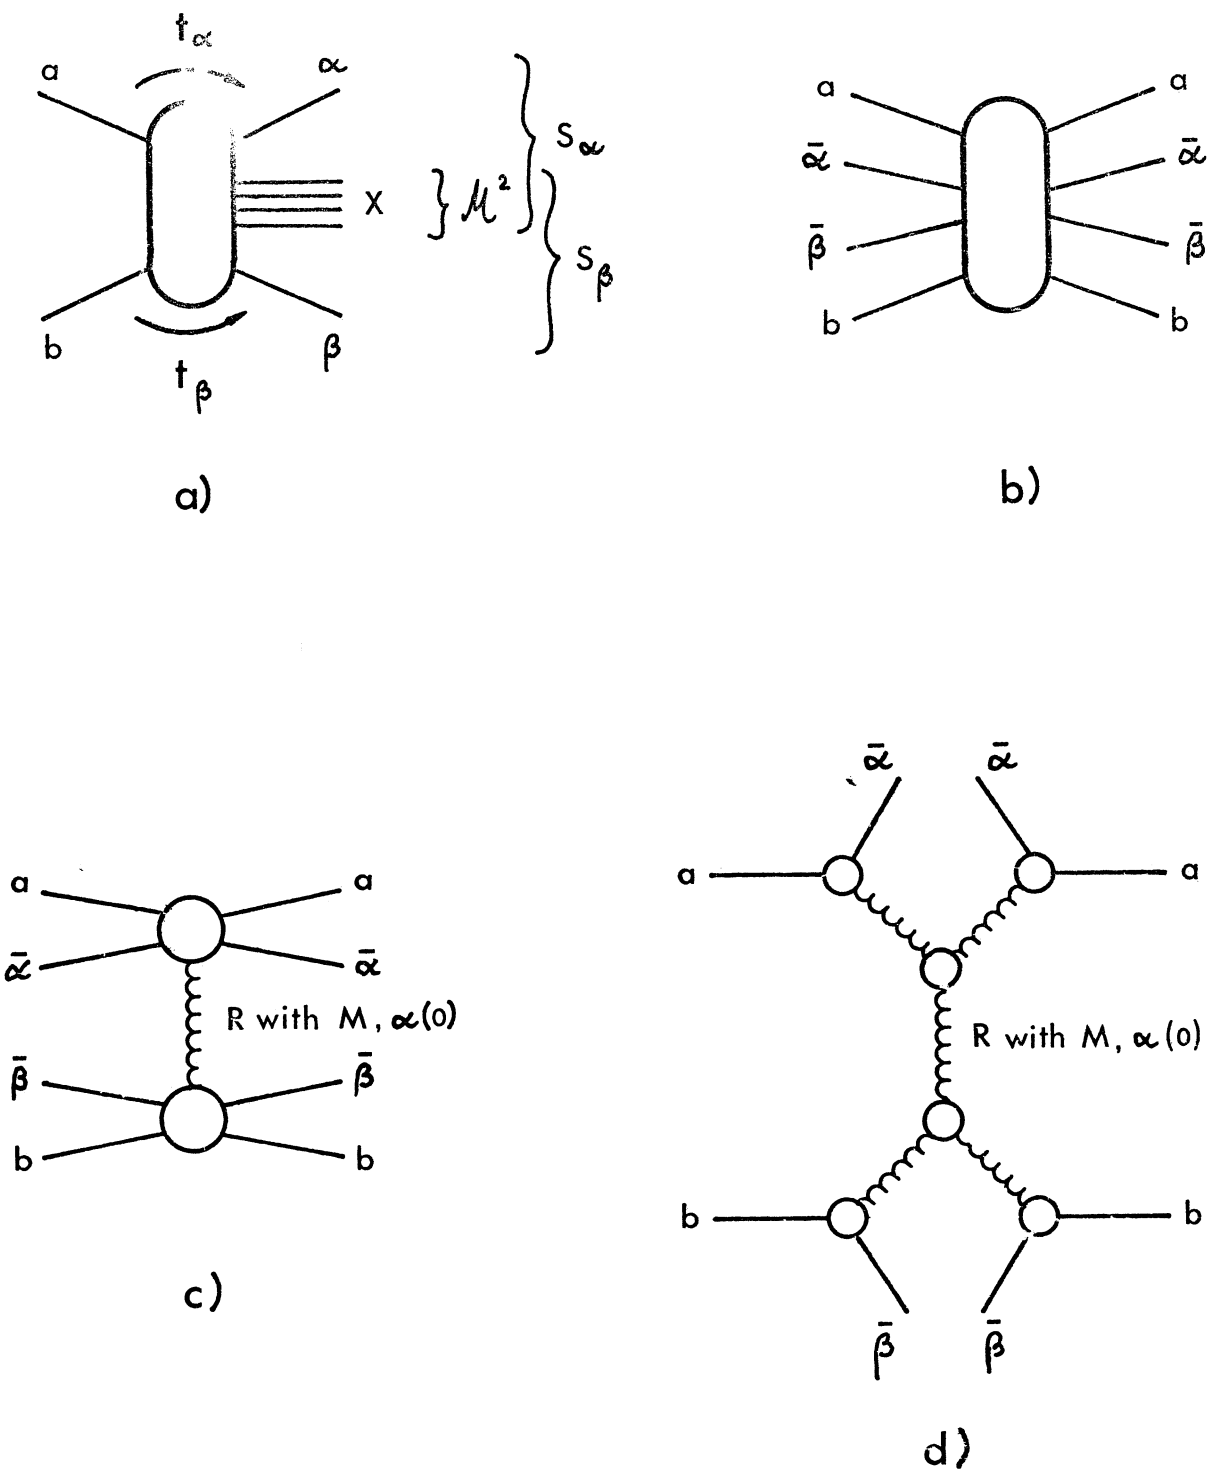 tα
a α
X } ℳ² } Sα
} Sβ
b β
tβ
a)
a a
ᾱ ᾱ
β̄ β̄
b b
b)
a a
ᾱ ᾱ
R with M, α(0)
β̄ β̄
b b
c)
ᾱ ᾱ
a a
R with M, α(0)
b b
β̄ β̄
d)